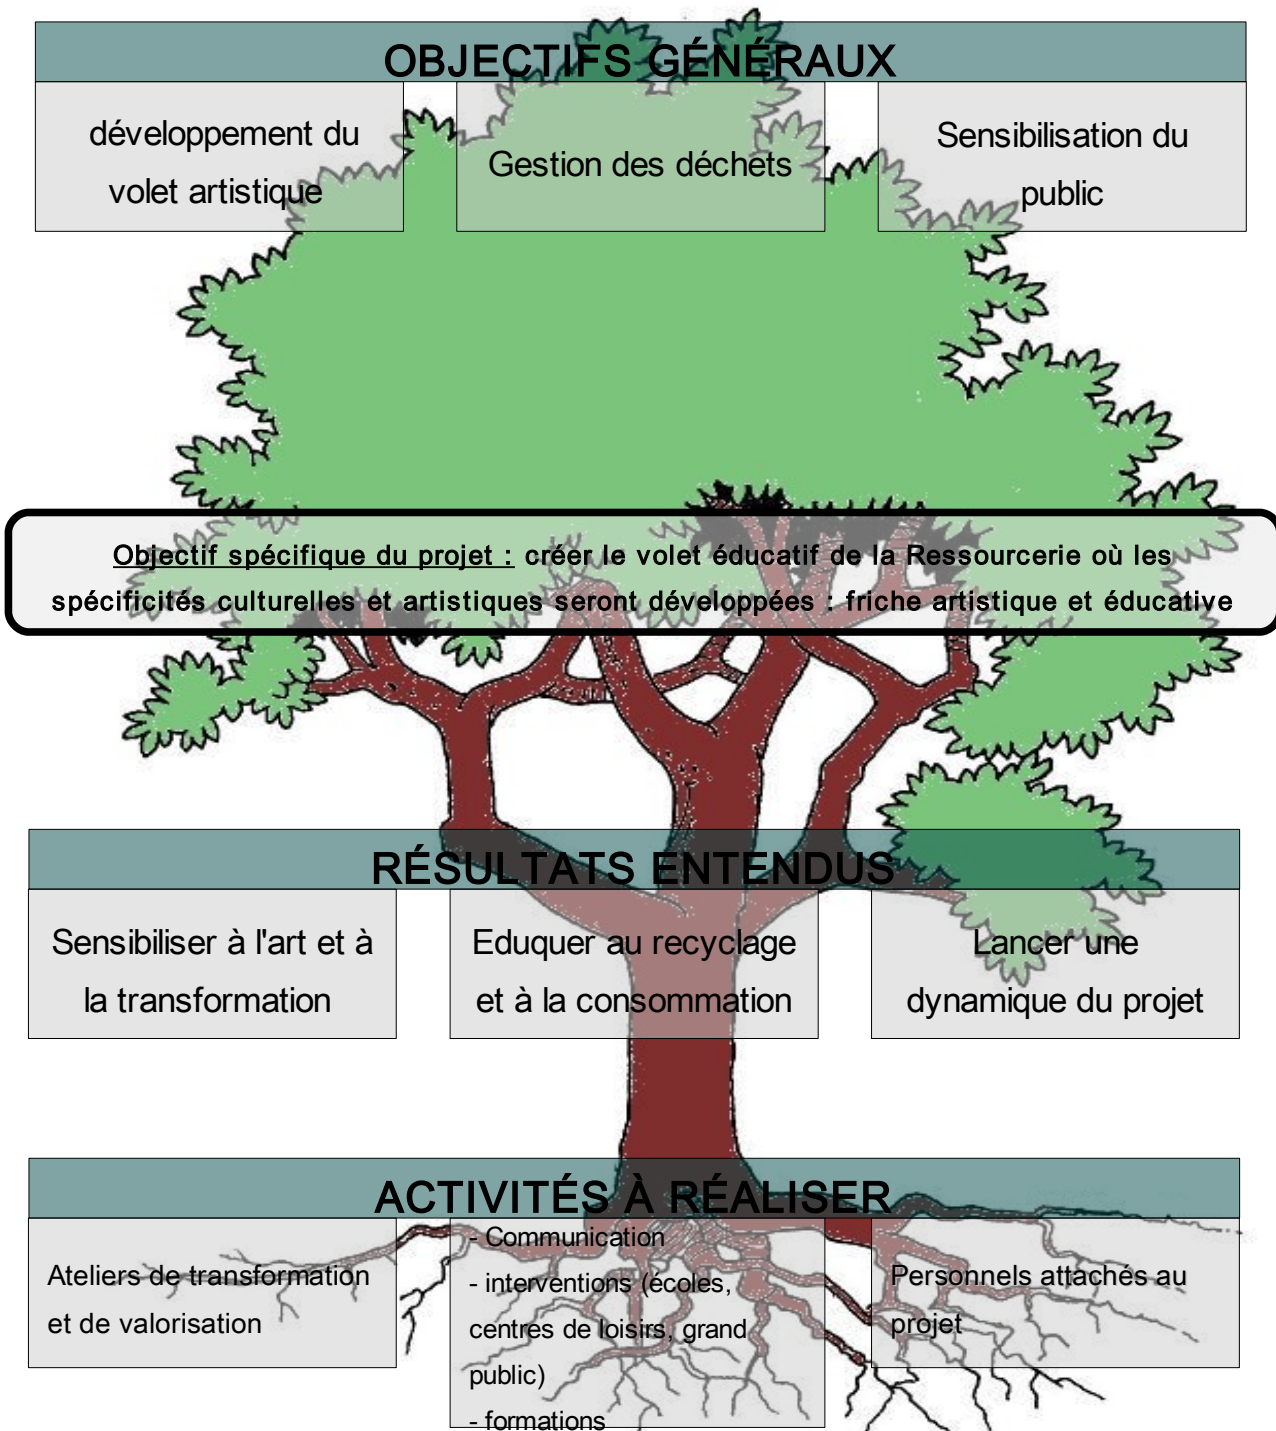 OBJECTIFS GÉNÉRAUX
développement du
volet artistique
Gestion des déchets
Sensibilisation du
public
Objectif spécifique du projet : créer le volet éducatif de la Ressourcerie où les
spécificités culturelles et artistiques seront développées : friche artistique et éducative
RÉSULTATS ENTENDUS
Sensibiliser à l'art et à
la transformation
Eduquer au recyclage
et à la consommation
Lancer une
dynamique du projet
ACTIVITÉS À RÉALISER
Ateliers de transformation
et de valorisation
- Communication
- interventions (écoles,
centres de loisirs, grand
public)
- formations
Personnels attachés au
projet